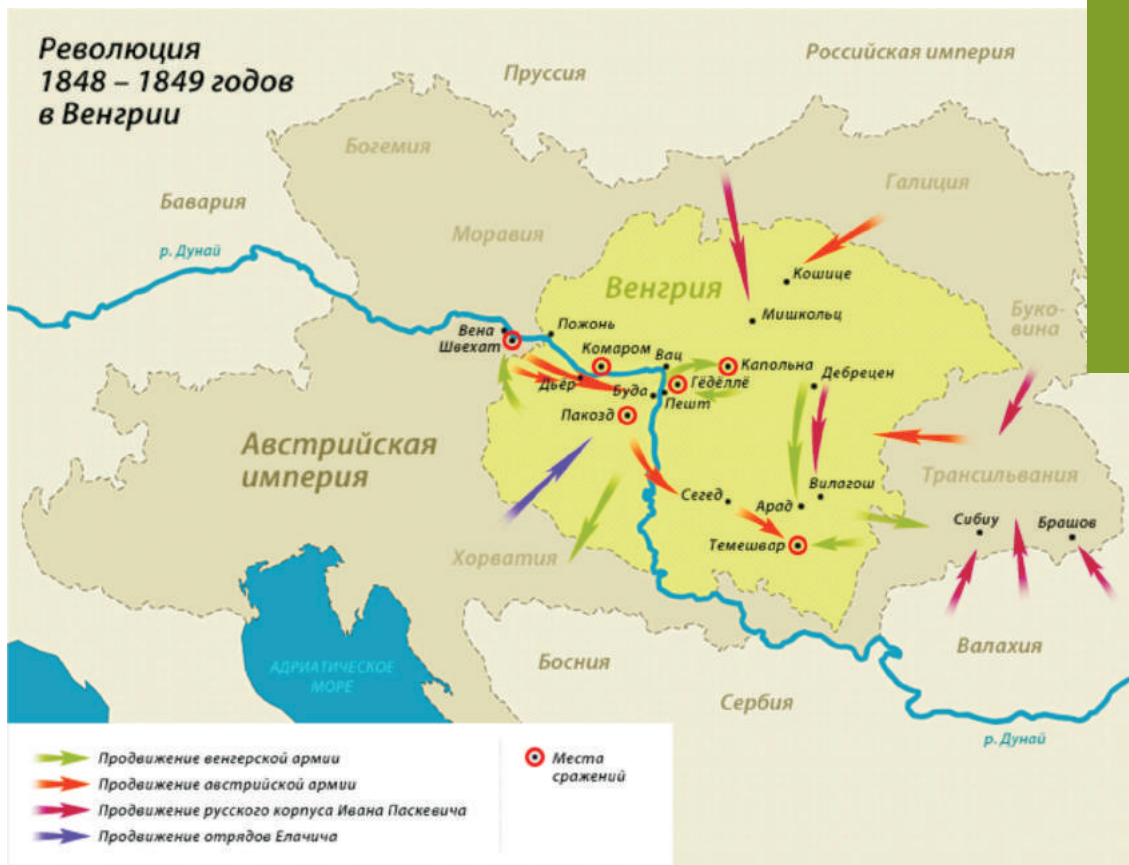 Революция
1848 – 1849 годов
в Венгрии
Российская империя
Пруссия
Богемия
Галиция
Бавария
Моравия
р. Дунай
Кошице
Венгрия
Мишкольц
Буко-
вина
Вена
Пожонь
Швехат
Комаром
Вац
Капольна
Дьёр
Гёдёллё
Дебрецен
Буда
Пешт
Пакозд
Австрийская
империя
Трансильвания
Сегед
Вилагош
Арад
Сибиу
Брашов
Темешвар
Хорватия
Валахия
Босния
АДРИАТИЧЕСКОЕ
МОРЕ
Сербия
р. Дунай
Продвижение венгерской армии
Продвижение австрийской армии
Продвижение русского корпуса Ивана Паскевича
Продвижение отрядов Елачича
Места
сражений